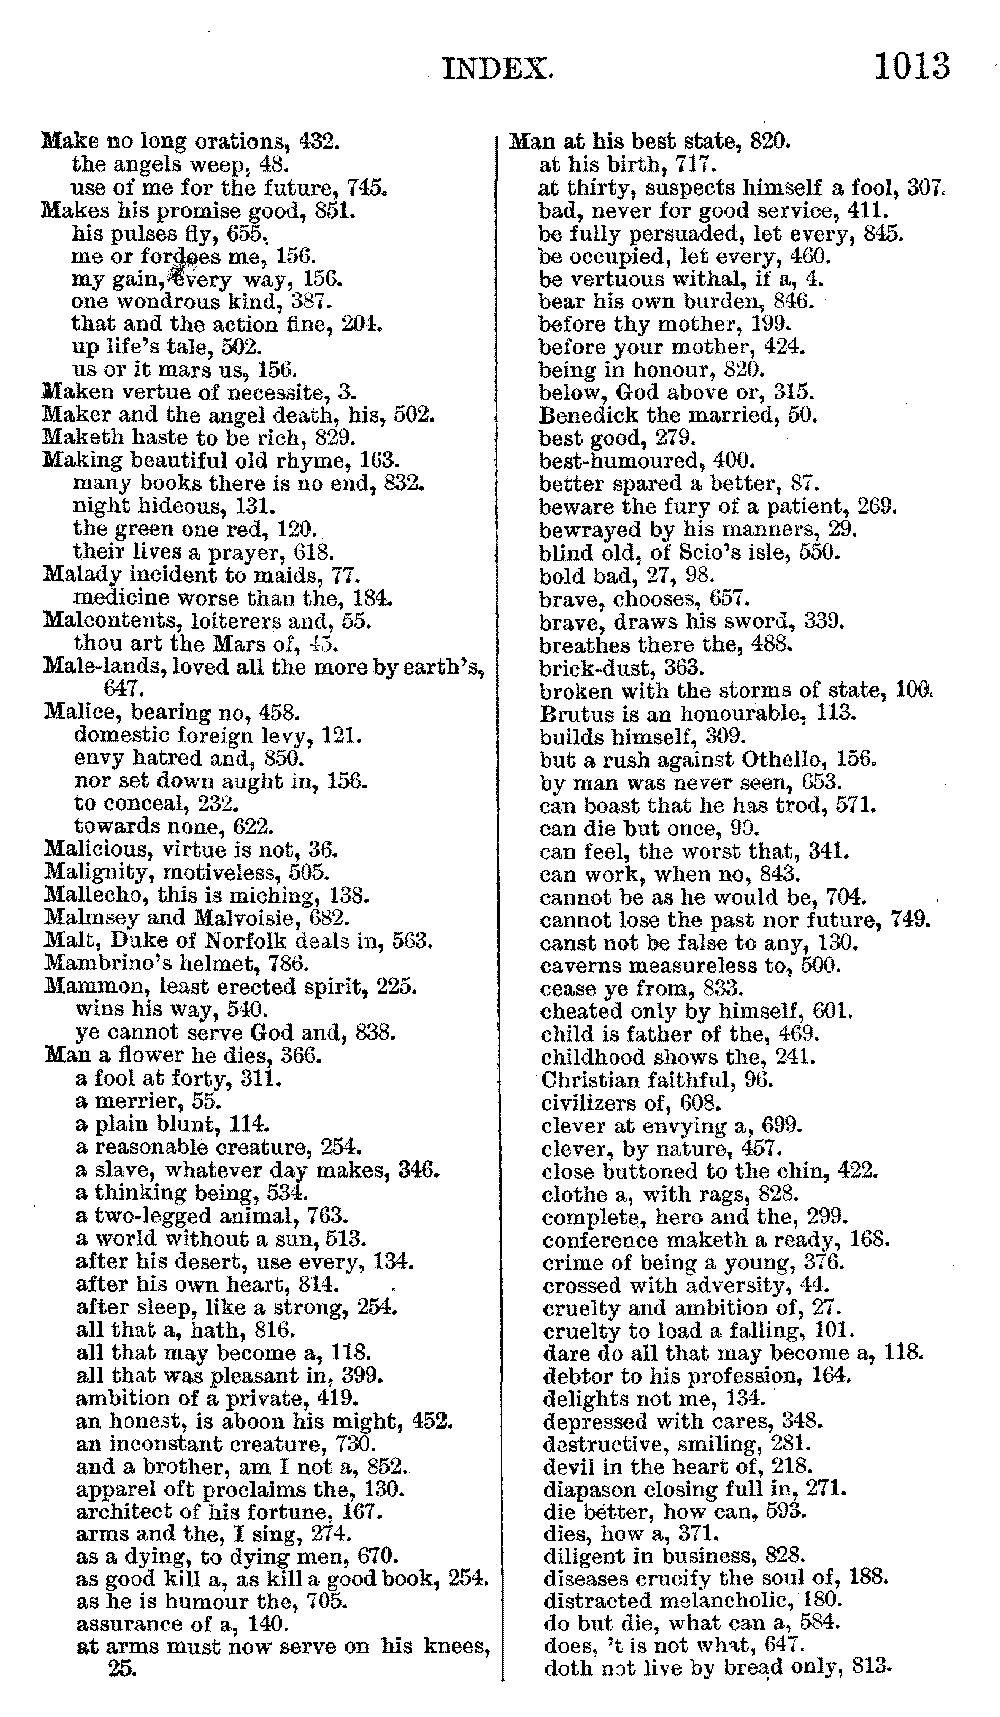 INDEX. 1013
Make no long orations, 432.
the angels weep, 48.
use of me for the future, 745.
Makes his promise good, 851.
his pulses fly, 655.
me or fordoes me, 156.
my gain, every way, 156.
one wondrous kind, 387.
that and the action fine, 204.
up life's tale, 502.
us or it mars us, 156.
Maken vertue of necessite, 3.
Maker and the angel death, his, 502.
Maketh haste to be rich, 829.
Making beautiful old rhyme, 163.
many books there is no end, 832.
night hideous, 131.
the green one red, 120.
their lives a prayer, 618.
Malady incident to maids, 77.
medicine worse than the, 184.
Malcontents, loiterers and, 55.
thou art the Mars of, 45.
Male-lands, loved all the more by earth's,
647.
Malice, bearing no, 458.
domestic foreign levy, 121.
envy hatred and, 850.
nor set down aught in, 156.
to conceal, 232.
towards none, 622.
Malicious, virtue is not, 36.
Malignity, motiveless, 505.
Mallecho, this is miching, 138.
Malmsey and Malvoisie, 682.
Malt, Duke of Norfolk deals in, 563.
Mambrino's helmet, 786.
Mammon, least erected spirit, 225.
wins his way, 540.
ye cannot serve God and, 838.
Man a flower he dies, 366.
a fool at forty, 311.
a merrier, 55.
a plain blunt, 114.
a reasonable creature, 254.
a slave, whatever day makes, 346.
a thinking being, 534.
a two-legged animal, 763.
a world without a sun, 513.
after his desert, use every, 134.
after his own heart, 814.
after sleep, like a strong, 254.
all that a, hath, 816.
all that may become a, 118.
all that was pleasant in, 399.
ambition of a private, 419.
an honest, is aboon his might, 452.
an inconstant creature, 730.
and a brother, am I not a, 852.
apparel oft proclaims the, 130.
architect of his fortune, 167.
arms and the, I sing, 274.
as a dying, to dying men, 670.
as good kill a, as kill a good book, 254.
as he is humour the, 705.
assurance of a, 140.
at arms must now serve on his knees,
25.
Man at his best state, 820.
at his birth, 717.
at thirty, suspects himself a fool, 307.
bad, never for good service, 411.
be fully persuaded, let every, 845.
be occupied, let every, 460.
be vertuous withal, if a, 4.
bear his own burden, 846.
before thy mother, 199.
before your mother, 424.
being in honour, 820.
below, God above or, 315.
Benedick the married, 50.
best good, 279.
best-humoured, 400.
better spared a better, 87.
beware the fury of a patient, 269.
bewrayed by his manners, 29.
blind old, of Scio's isle, 550.
bold bad, 27, 98.
brave, chooses, 657.
brave, draws his sword, 339.
breathes there the, 488.
brick-dust, 363.
broken with the storms of state, 100.
Brutus is an honourable, 113.
builds himself, 309.
but a rush against Othello, 156.
by man was never seen, 653.
can boast that he has trod, 571.
can die but once, 90.
can feel, the worst that, 341.
can work, when no, 843.
cannot be as he would be, 704.
cannot lose the past nor future, 749.
canst not be false to any, 130.
caverns measureless to, 500.
cease ye from, 833.
cheated only by himself, 601.
child is father of the, 469.
childhood shows the, 241.
Christian faithful, 96.
civilizers of, 608.
clever at envying a, 699.
clever, by nature, 457.
close buttoned to the chin, 422.
clothe a, with rags, 828.
complete, hero and the, 299.
conference maketh a ready, 168.
crime of being a young, 376.
crossed with adversity, 44.
cruelty and ambition of, 27.
cruelty to load a falling, 101.
dare do all that may become a, 118.
debtor to his profession, 164.
delights not me, 134.
depressed with cares, 348.
destructive, smiling, 281.
devil in the heart of, 218.
diapason closing full in, 271.
die better, how can, 593.
dies, how a, 371.
diligent in business, 828.
diseases crucify the soul of, 188.
distracted melancholic, 180.
do but die, what can a, 584.
does, 't is not what, 647.
doth not live by bread only, 813.